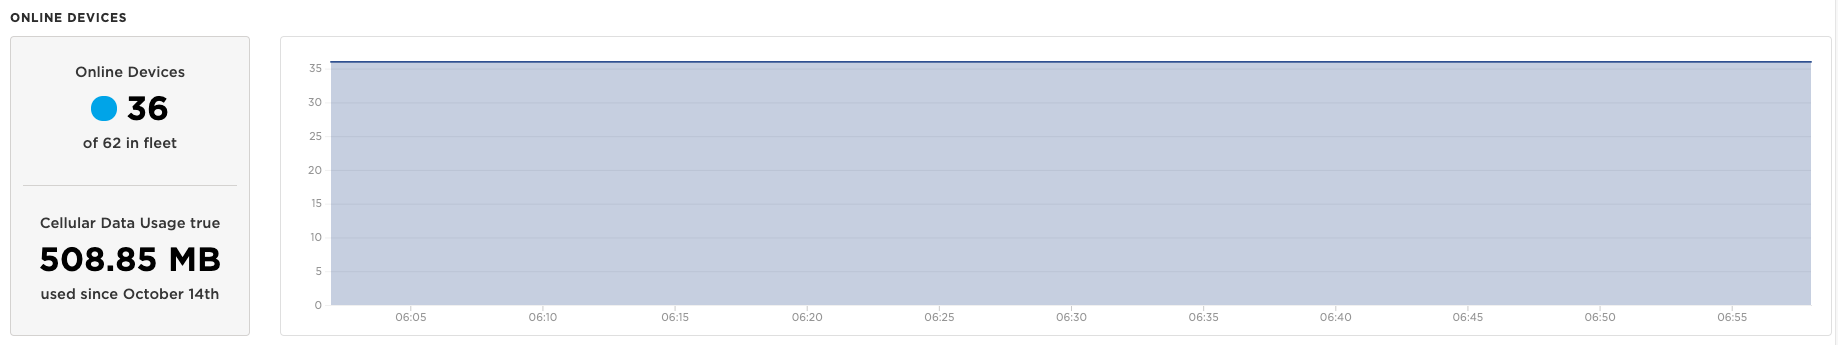 ONLINE DEVICES
Online Devices
36
of 62 in fleet
Cellular Data Usage true
508.85 MB
used since October 14th
35
30
25
20
15
10
5
0
06:05 06:10 06:15 06:20 06:25 06:30 06:35 06:40 06:45 06:50 06:55